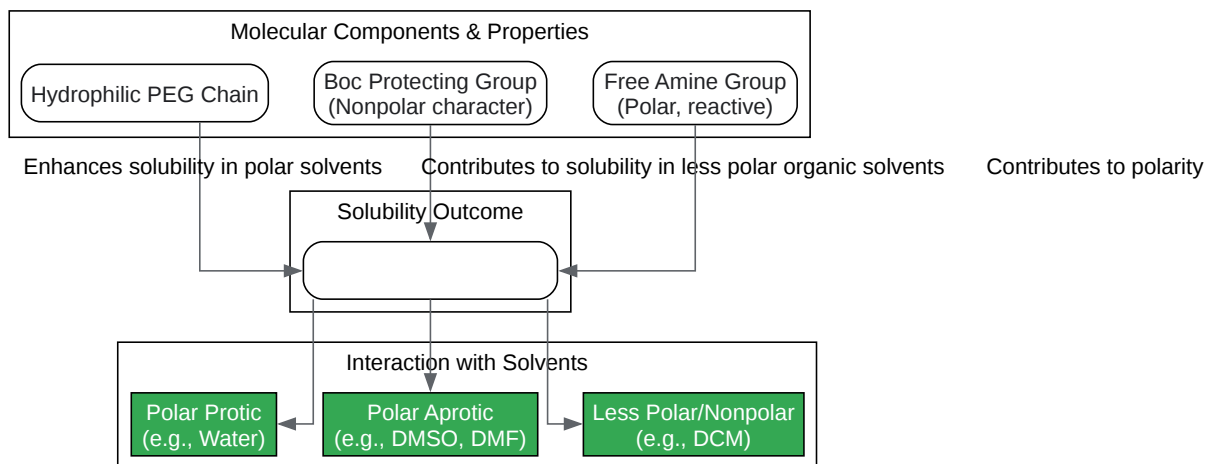 Molecular Components & Properties
Hydrophilic PEG Chain
Boc Protecting Group
(Nonpolar character)
Free Amine Group
(Polar, reactive)
Enhances solubility in polar solvents
Contributes to solubility in less polar organic solvents
Contributes to polarity
Solubility Outcome
Interaction with Solvents
Polar Protic
(e.g., Water)
Polar Aprotic
(e.g., DMSO, DMF)
Less Polar/Nonpolar
(e.g., DCM)